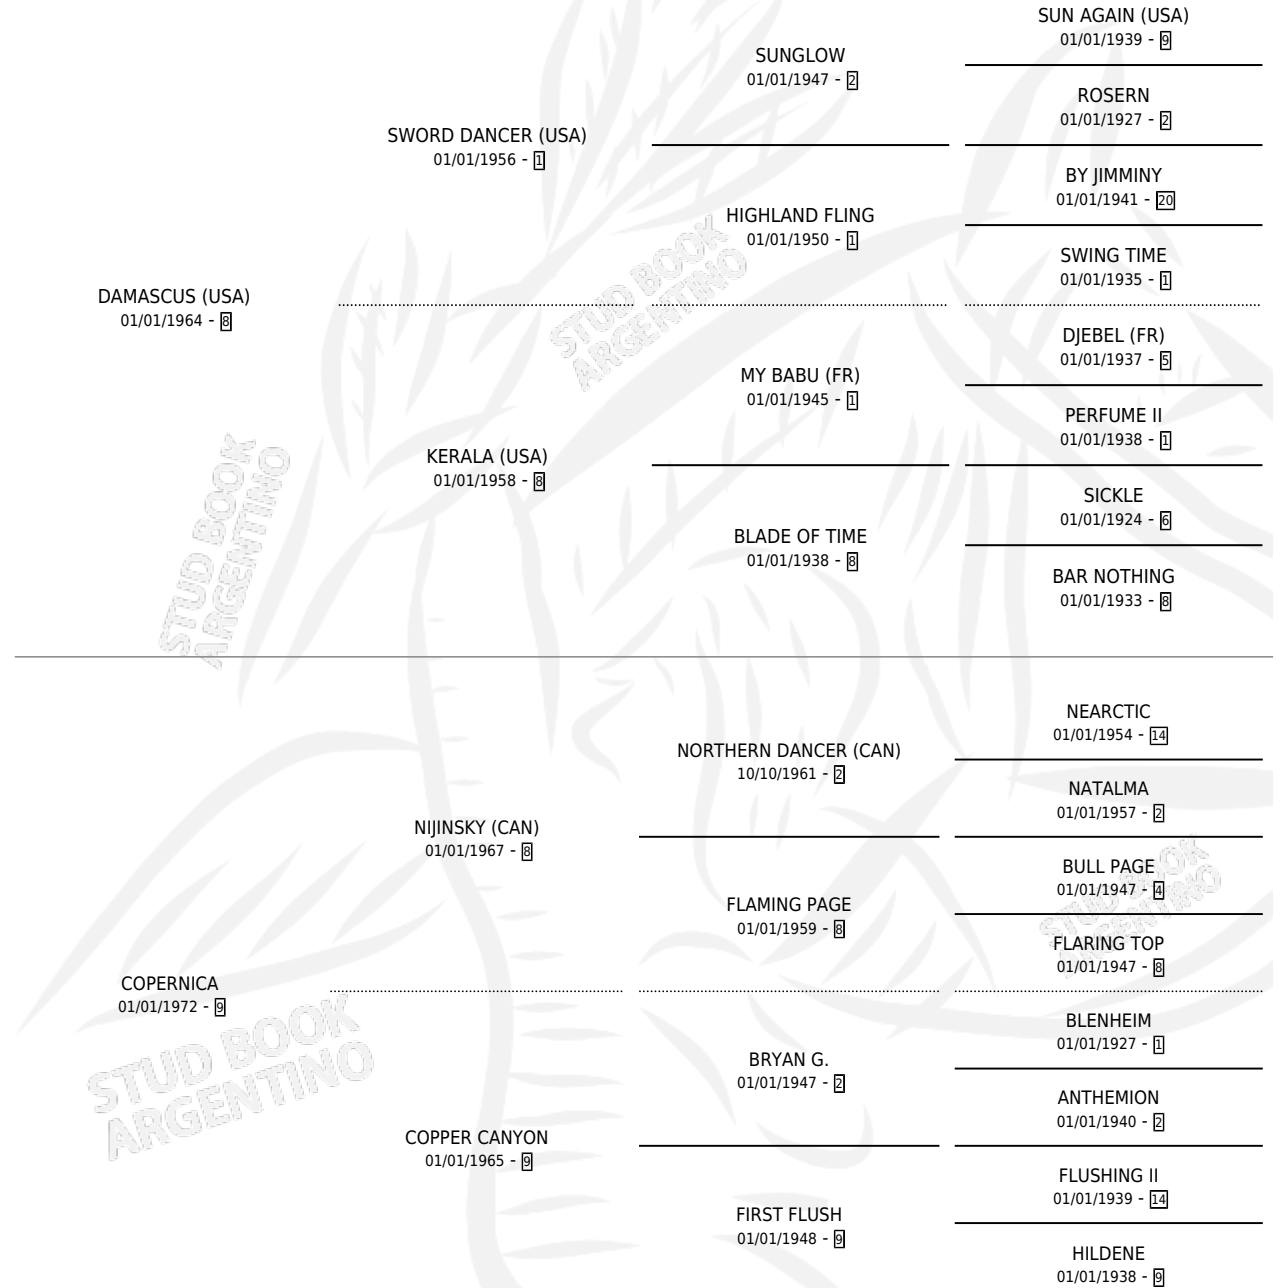 SUN AGAIN (USA)
01/01/1939 - 9
SUNGLOW
01/01/1947 - 2
ROSERN
01/01/1927 - 2
SWORD DANCER (USA)
01/01/1956 - 1
BY JIMMINY
01/01/1941 - 20
HIGHLAND FLING
01/01/1950 - 1
SWING TIME
01/01/1935 - 1
DAMASCUS (USA)
01/01/1964 - 8
DJEBEL (FR)
01/01/1937 - 5
MY BABU (FR)
01/01/1945 - 1
PERFUME II
01/01/1938 - 1
KERALA (USA)
01/01/1958 - 8
SICKLE
01/01/1924 - 6
BLADE OF TIME
01/01/1938 - 8
BAR NOTHING
01/01/1933 - 8
NEARCTIC
01/01/1954 - 14
NORTHERN DANCER (CAN)
10/10/1961 - 2
NATALMA
01/01/1957 - 2
NIJINSKY (CAN)
01/01/1967 - 8
BULL PAGE
01/01/1947 - 4
FLAMING PAGE
01/01/1959 - 8
FLARING TOP
01/01/1947 - 8
COPERNICA
01/01/1972 - 9
BLENHEIM
01/01/1927 - 1
BRYAN G.
01/01/1947 - 2
ANTHEMION
01/01/1940 - 2
COPPER CANYON
01/01/1965 - 9
FLUSHING II
01/01/1939 - 14
FIRST FLUSH
01/01/1948 - 9
HILDENE
01/01/1938 - 9
STUD BOOK
ARGENTINO
STUD BOOK
ARGENTINO
STUD BOOK
ARGENTINO
STUD BOOK
ARGENTINO